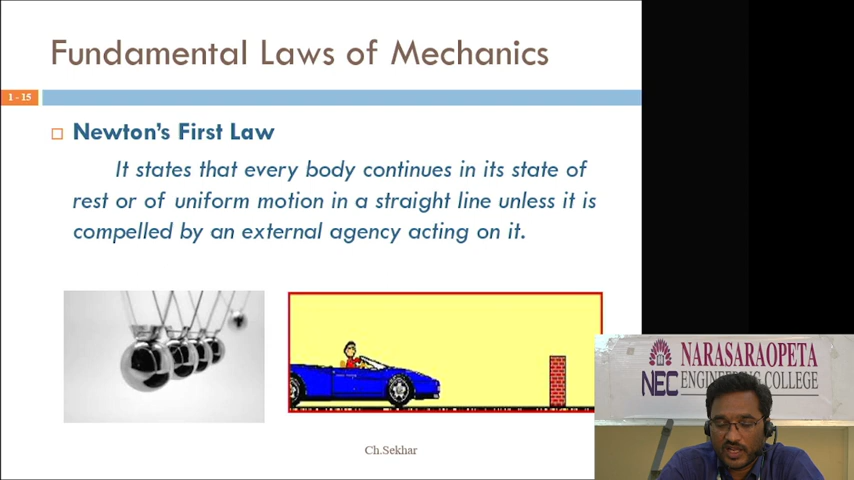 Fundamental Laws of Mechanics
1 - 15
Newton's First Law
It states that every body continues in its state of
rest or of uniform motion in a straight line unless it is
compelled by an external agency acting on it.
Ch.Sekhar
NARASARAOPETA
NEC ENGINEERING COLLEGE